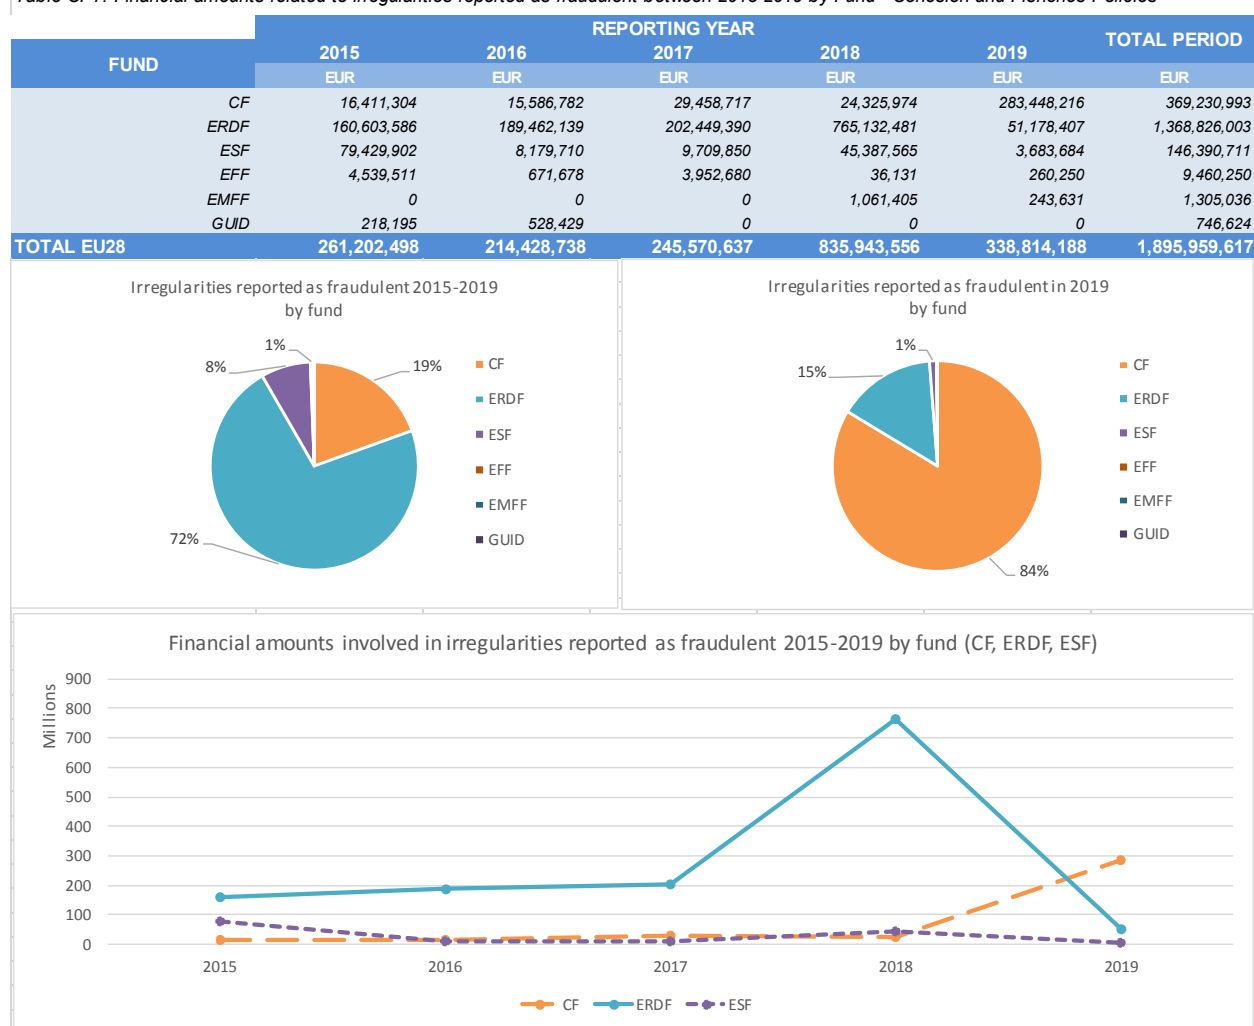 REPORTING YEAR
TOTAL PERIOD
FUND
2015 2016 2017 2018 2019
EUR EUR EUR EUR EUR EUR
CF 16,411,304 15,586,782 29,458,717 24,325,974 283,448,216 369,230,993
ERDF 160,603,586 189,462,139 202,449,390 765,132,481 51,178,407 1,368,826,003
ESF 79,429,902 8,179,710 9,709,850 45,387,565 3,683,684 146,390,711
EFF 4,539,511 671,678 3,952,680 36,131 260,250 9,460,250
EMFF 0 0 0 1,061,405 243,631 1,305,036
GUID 218,195 528,429 0 0 0 746,624
TOTAL EU28 261,202,498 214,428,738 245,570,637 835,943,556 338,814,188 1,895,959,617
Irregularities reported as fraudulent 2015-2019
by fund
1%
8%
19%
72%
CF
ERDF
ESF
EFF
EMFF
GUID
Irregularities reported as fraudulent in 2019
by fund
1%
15%
84%
CF
ERDF
ESF
EFF
EMFF
GUID
Financial amounts involved in irregularities reported as fraudulent 2015-2019 by fund (CF, ERDF, ESF)
Millions
900
800
700
600
500
400
300
200
100
0
2015 2016 2017 2018 2019
CF ERDF ESF